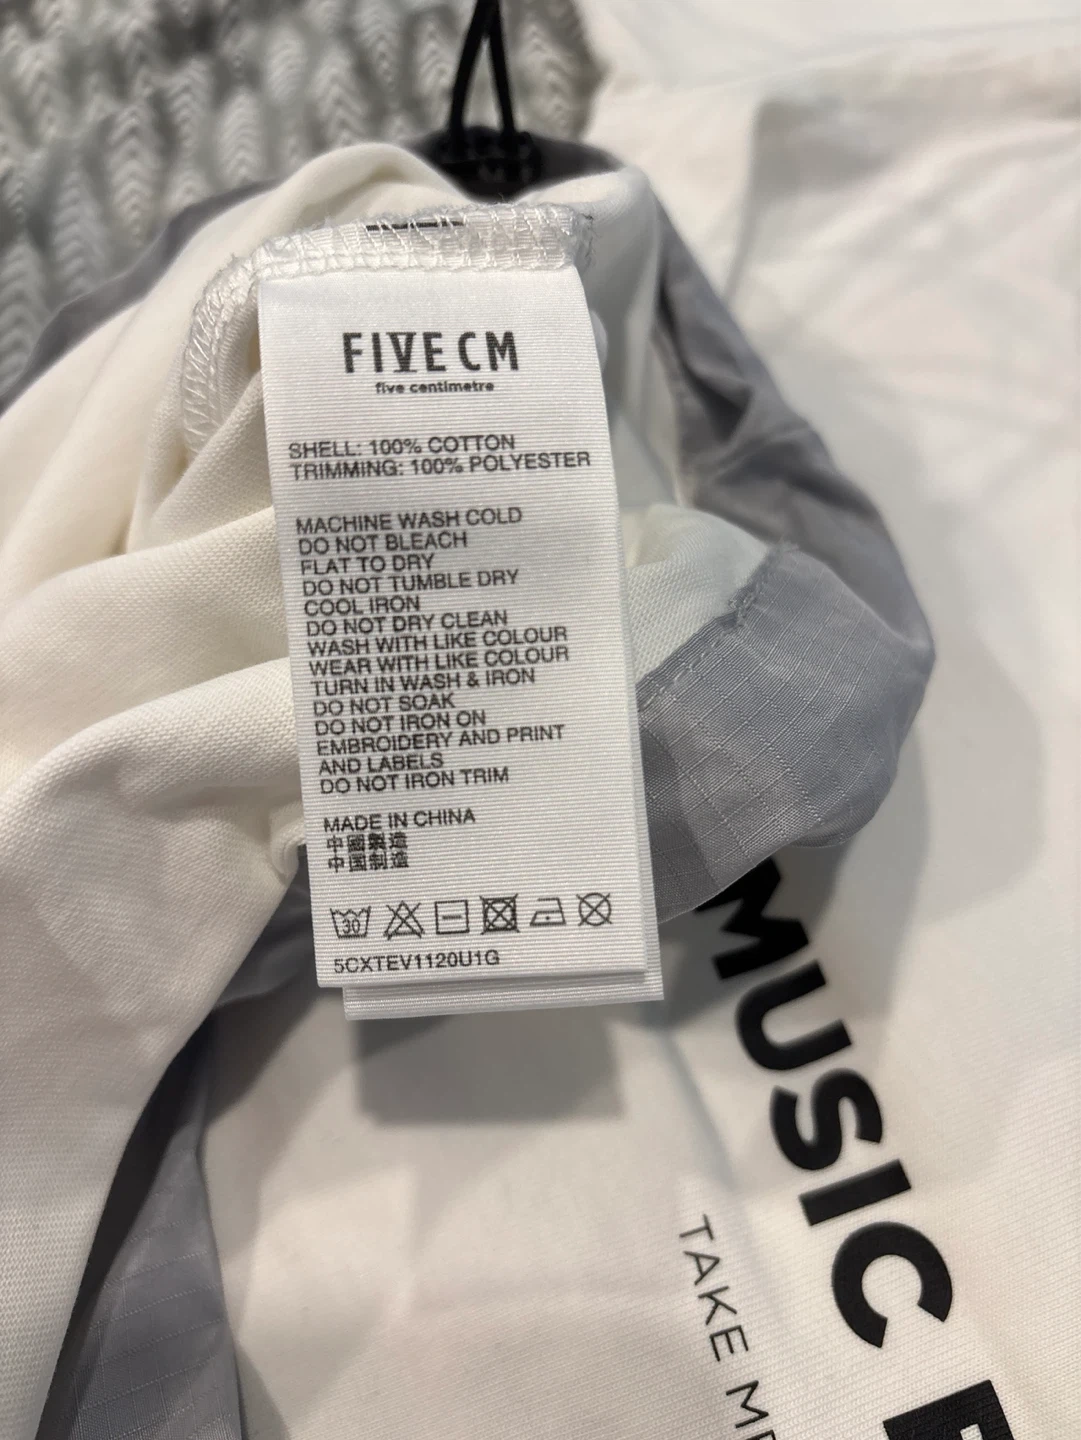 FIVE CM
five centimetre
SHELL: 100% COTTON
TRIMMING: 100% POLYESTER
MACHINE WASH COLD
DO NOT BLEACH
FLAT TO DRY
DO NOT TUMBLE DRY
COOL IRON
DO NOT DRY CLEAN
WASH WITH LIKE COLOUR
WEAR WITH LIKE COLOUR
TURN IN WASH & IRON
DO NOT SOAK
DO NOT IRON ON
EMBROIDERY AND PRINT
AND LABELS
DO NOT IRON TRIM
MADE IN CHINA
中國製造
中国制造
30
5CXTEV1120U1G
MUSIC
TAKE